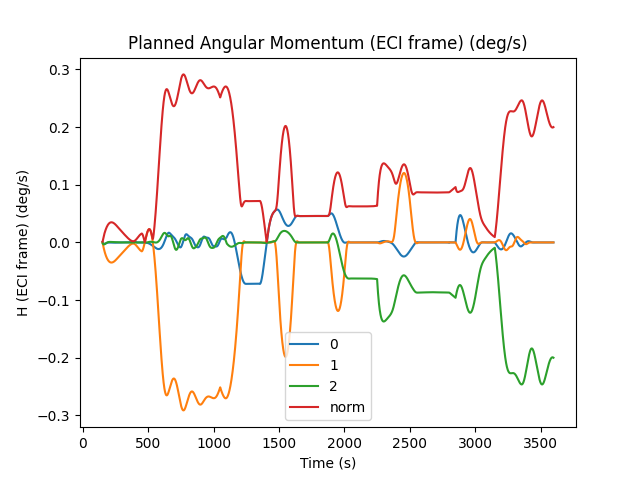 Planned Angular Momentum (ECI frame) (deg/s)
H (ECI frame) (deg/s)
0.3
0.2
0.1
0.0
−0.1
−0.2
−0.3
0
1
2
norm
0 500 1000 1500 2000 2500 3000 3500
Time (s)